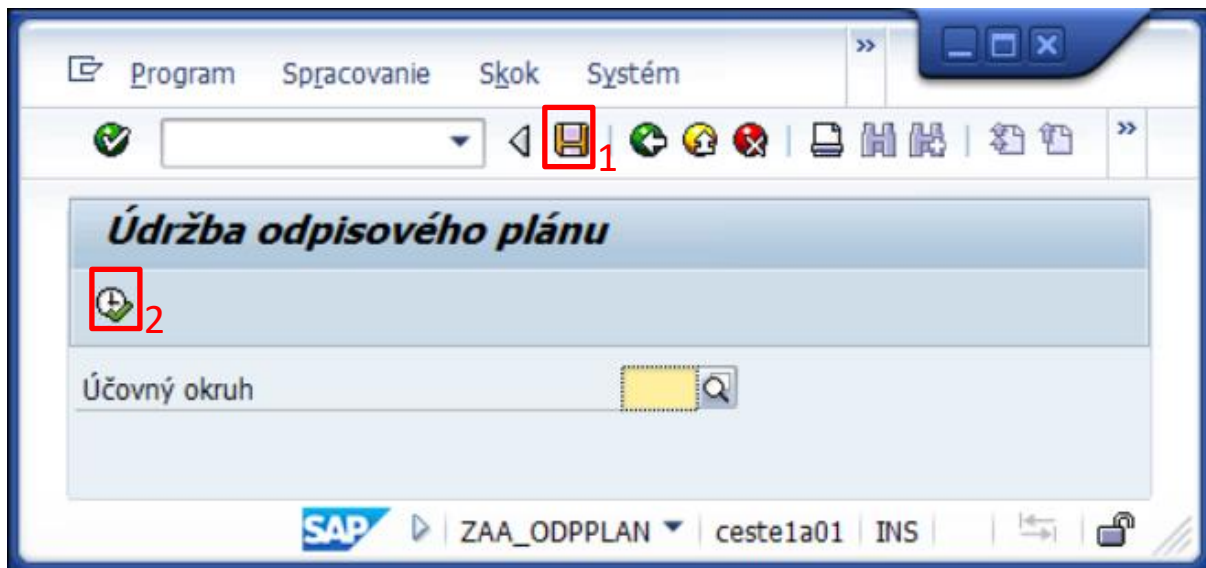 Program Spracovanie Skok Systém »
1 »
Údržba odpisového plánu
2
Účovný okruh
SAP ZAA_ODPPLAN ceste1a01 INS